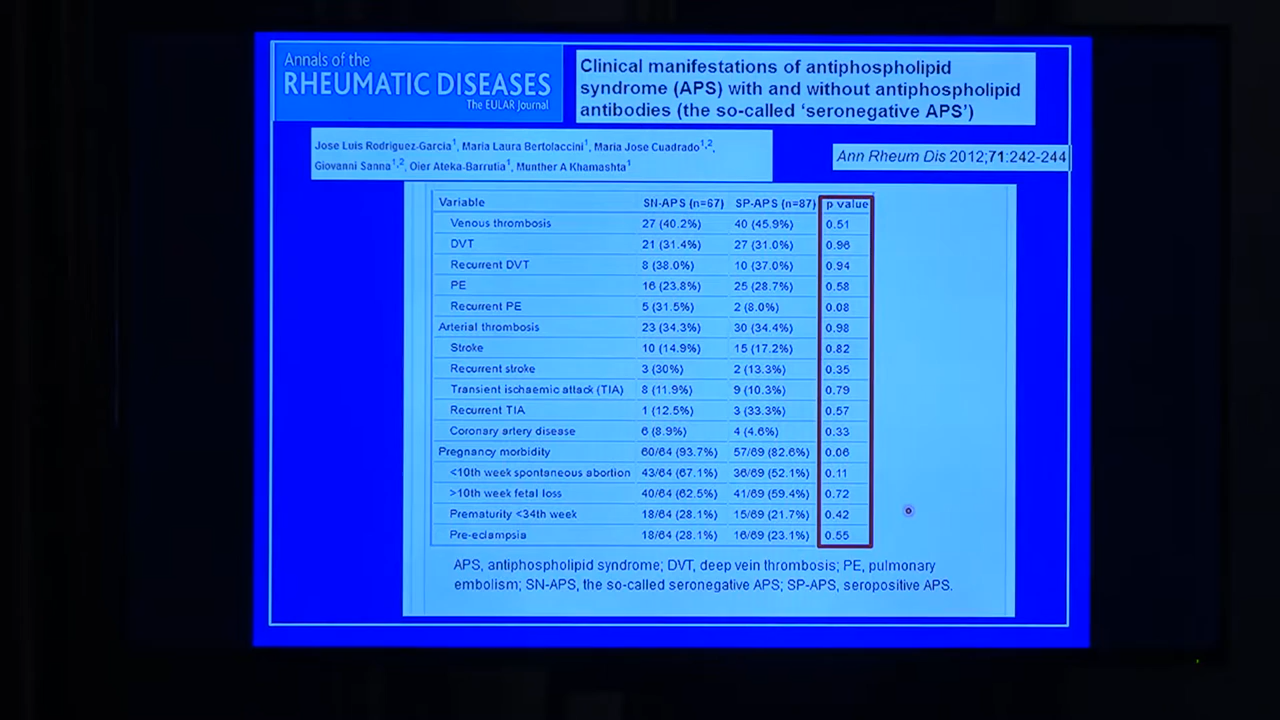 Annals of the
RHEUMATIC DISEASES
The EULAR Journal
Clinical manifestations of antiphospholipid
syndrome (APS) with and without antiphospholipid
antibodies (the so-called ‘seronegative APS’)
Jose Luis Rodriguez-Garcia1, Maria Laura Bertolaccini1, Maria Jose Cuadrado1,2,
Giovanni Sanna1,2, Oier Ateka-Barrutia1, Munther A Khamashta1
Ann Rheum Dis 2012;71:242-244
Variable SN-APS (n=67) SP-APS (n=87) p value
Venous thrombosis 27 (40.2%) 40 (45.9%) 0.51
DVT 21 (31.4%) 27 (31.0%) 0.96
Recurrent DVT 8 (38.0%) 10 (37.0%) 0.94
PE 16 (23.8%) 25 (28.7%) 0.58
Recurrent PE 5 (31.5%) 2 (8.0%) 0.08
Arterial thrombosis 23 (34.3%) 30 (34.4%) 0.98
Stroke 10 (14.9%) 15 (17.2%) 0.82
Recurrent stroke 3 (30%) 2 (13.3%) 0.35
Transient ischaemic attack (TIA) 8 (11.9%) 9 (10.3%) 0.79
Recurrent TIA 1 (12.5%) 3 (33.3%) 0.57
Coronary artery disease 6 (8.9%) 4 (4.6%) 0.33
Pregnancy morbidity 60/64 (93.7%) 57/69 (82.6%) 0.06
<10th week spontaneous abortion 43/64 (67.1%) 36/69 (52.1%) 0.11
>10th week fetal loss 40/64 (62.5%) 41/69 (59.4%) 0.72
Prematurity <34th week 18/64 (28.1%) 15/69 (21.7%) 0.42
Pre-eclampsia 18/64 (28.1%) 16/69 (23.1%) 0.55
APS, antiphospholipid syndrome; DVT, deep vein thrombosis; PE, pulmonary
embolism; SN-APS, the so-called seronegative APS; SP-APS, seropositive APS.